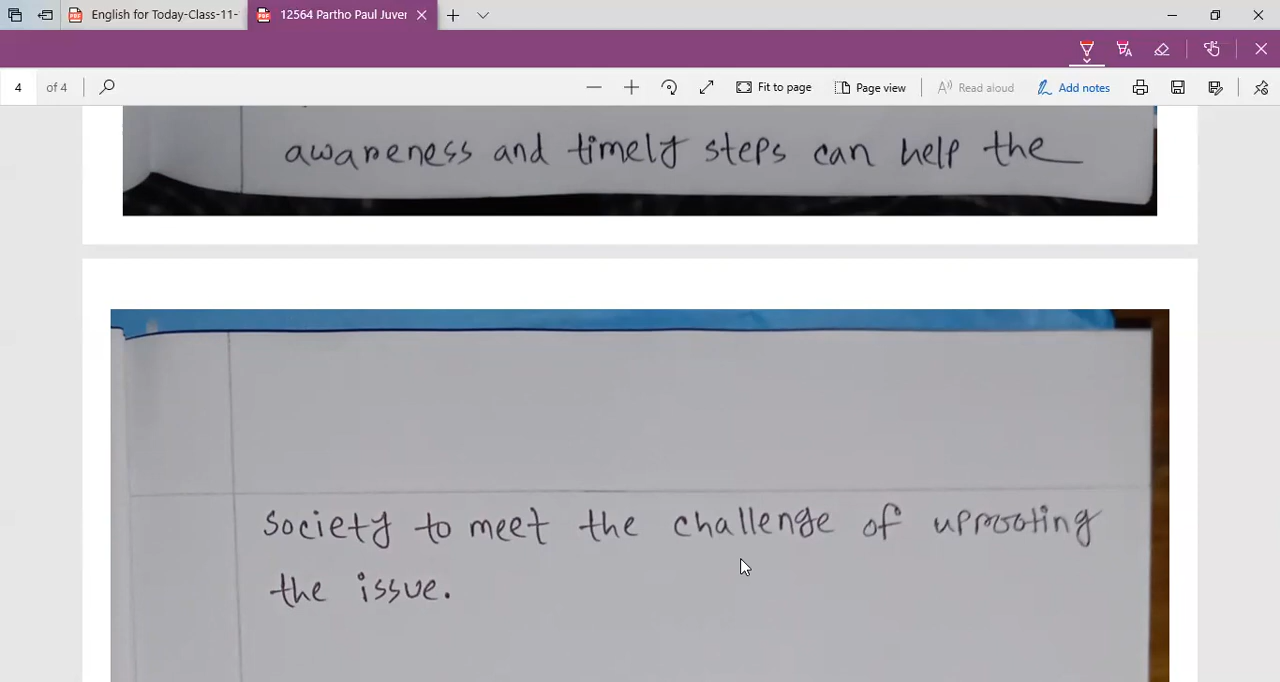 English for Today-Class-11-
12564 Partho Paul Juver
4 of 4
Fit to page
Page view
Read aloud
Add notes
awareness and timely steps can help the
society to meet the challenge of uprooting
the issue.